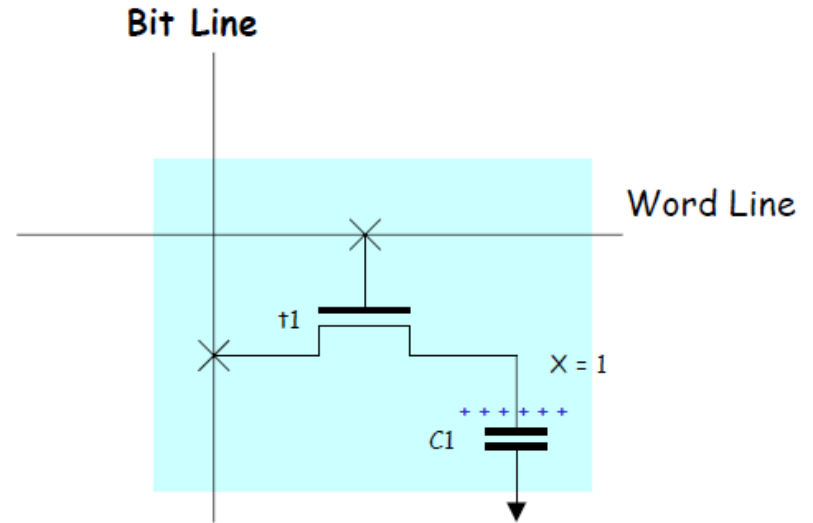 Bit Line
Word Line
t1
X = 1
+ + + + + +
C1